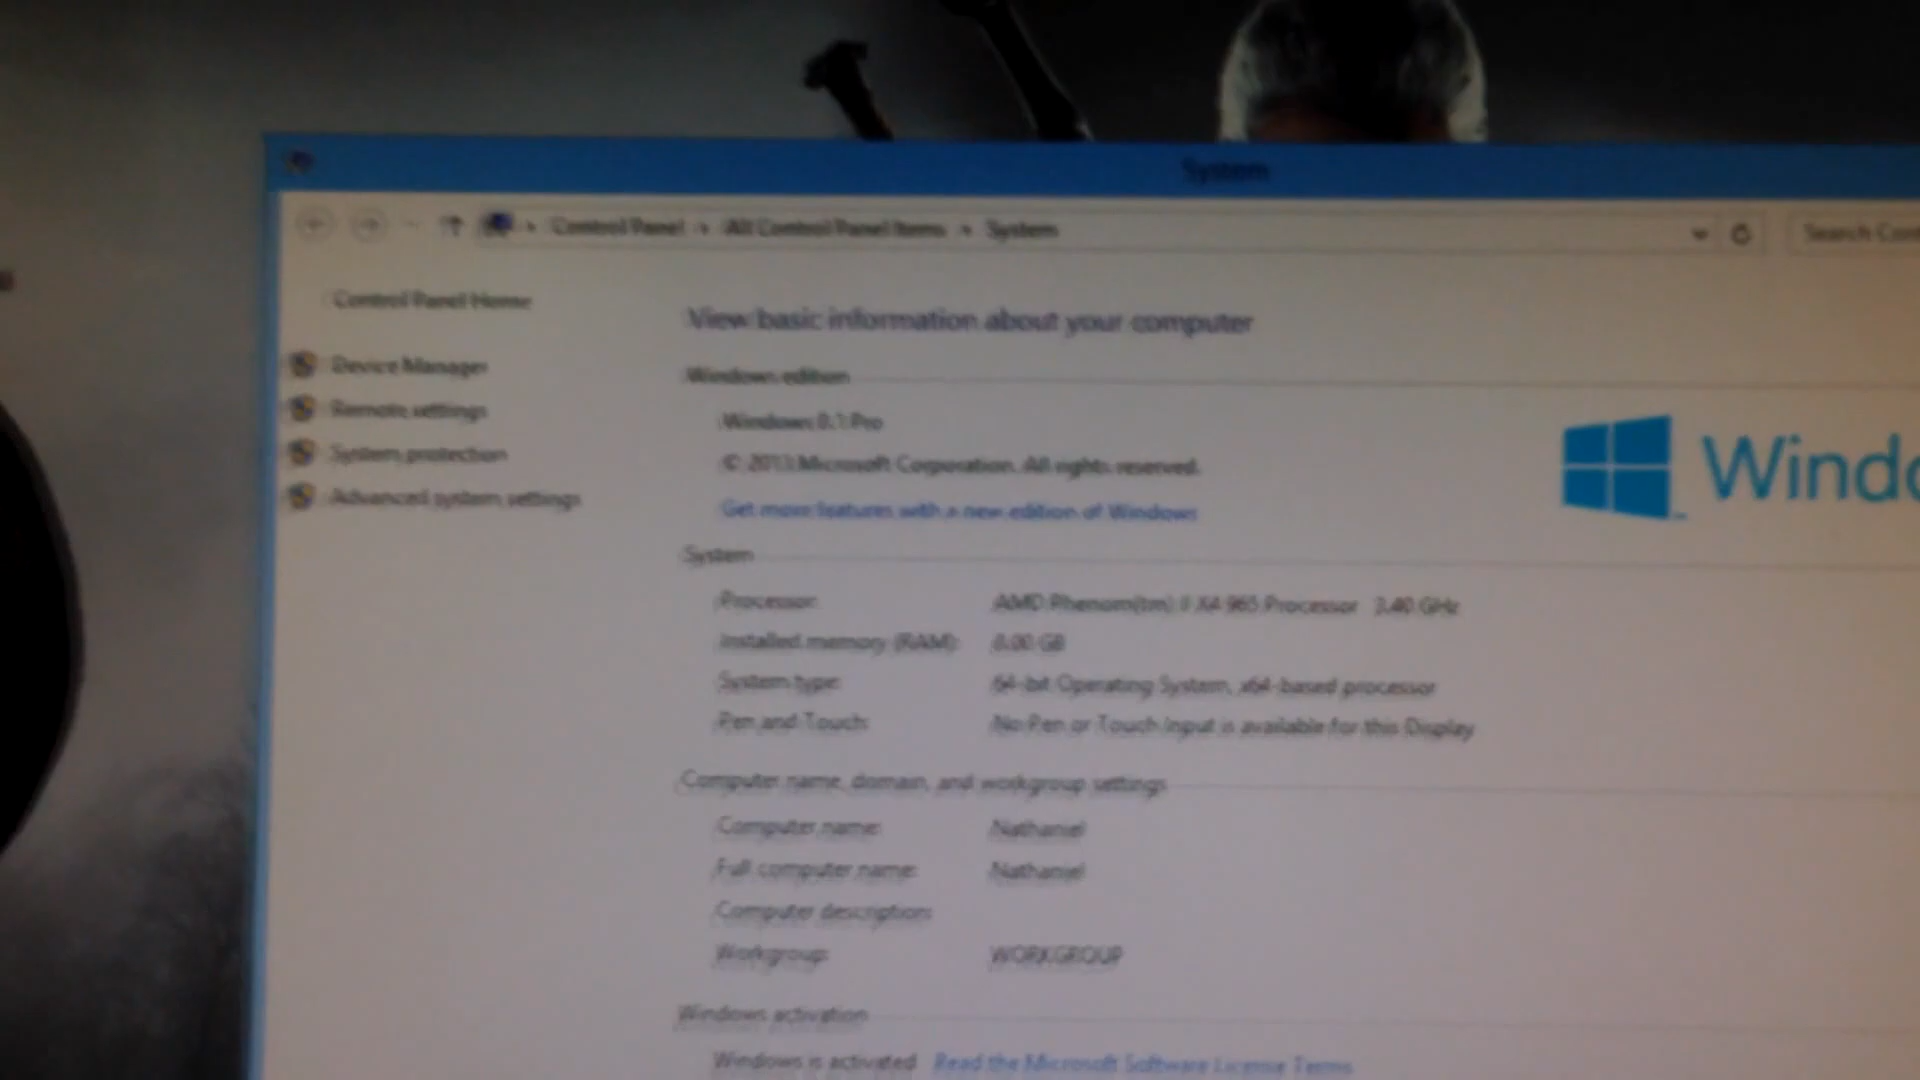 System
Control Panel All Control Panel Items System
Search Cont
Control Panel Home
Device Manager
Remote settings
System protection
Advanced system settings
View basic information about your computer
Windows edition
Windows 8.1 Pro
© 2013 Microsoft Corporation. All rights reserved.
Get more features with a new edition of Windows
Windo
System
Processor: AMD Phenom(tm) II X4 965 Processor 3.40 GHz
Installed memory (RAM): 8.00 GB
System type: 64-bit Operating System, x64-based processor
Pen and Touch: No Pen or Touch Input is available for this Display
Computer name, domain, and workgroup settings
Computer name: Nathaniel
Full computer name: Nathaniel
Computer description:
Workgroup: WORKGROUP
Windows activation
Windows is activated Read the Microsoft Software License Terms